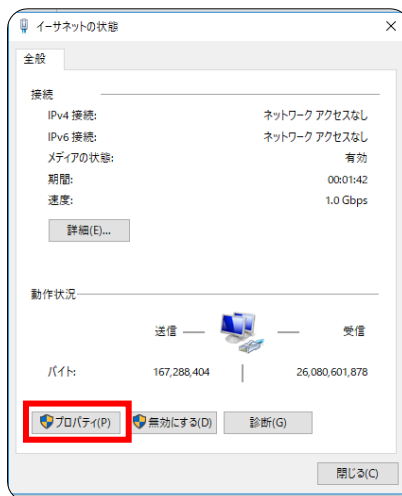 イーサネットの状態
全般
接続
IPv4 接続: ネットワーク アクセスなし
IPv6 接続: ネットワーク アクセスなし
メディアの状態: 有効
期間: 00:01:42
速度: 1.0 Gbps
詳細(E)...
動作状況
送信 受信
バイト: 167,288,404 26,080,601,878
プロパティ(P) 無効にする(D) 診断(G)
閉じる(C)